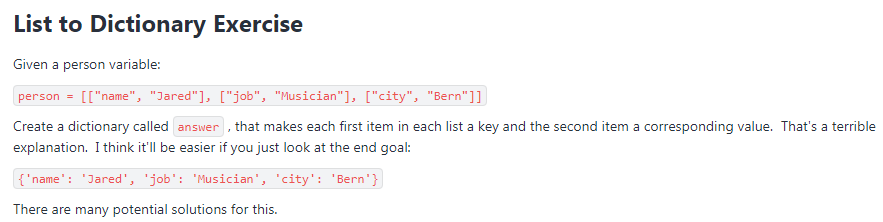 List to Dictionary Exercise
Given a person variable:
person = [["name", "Jared"], ["job", "Musician"], ["city", "Bern"]]
Create a dictionary called answer , that makes each first item in each list a key and the second item a corresponding value. That's a terrible
explanation. I think it'll be easier if you just look at the end goal:
{'name': 'Jared', 'job': 'Musician', 'city': 'Bern'}
There are many potential solutions for this.